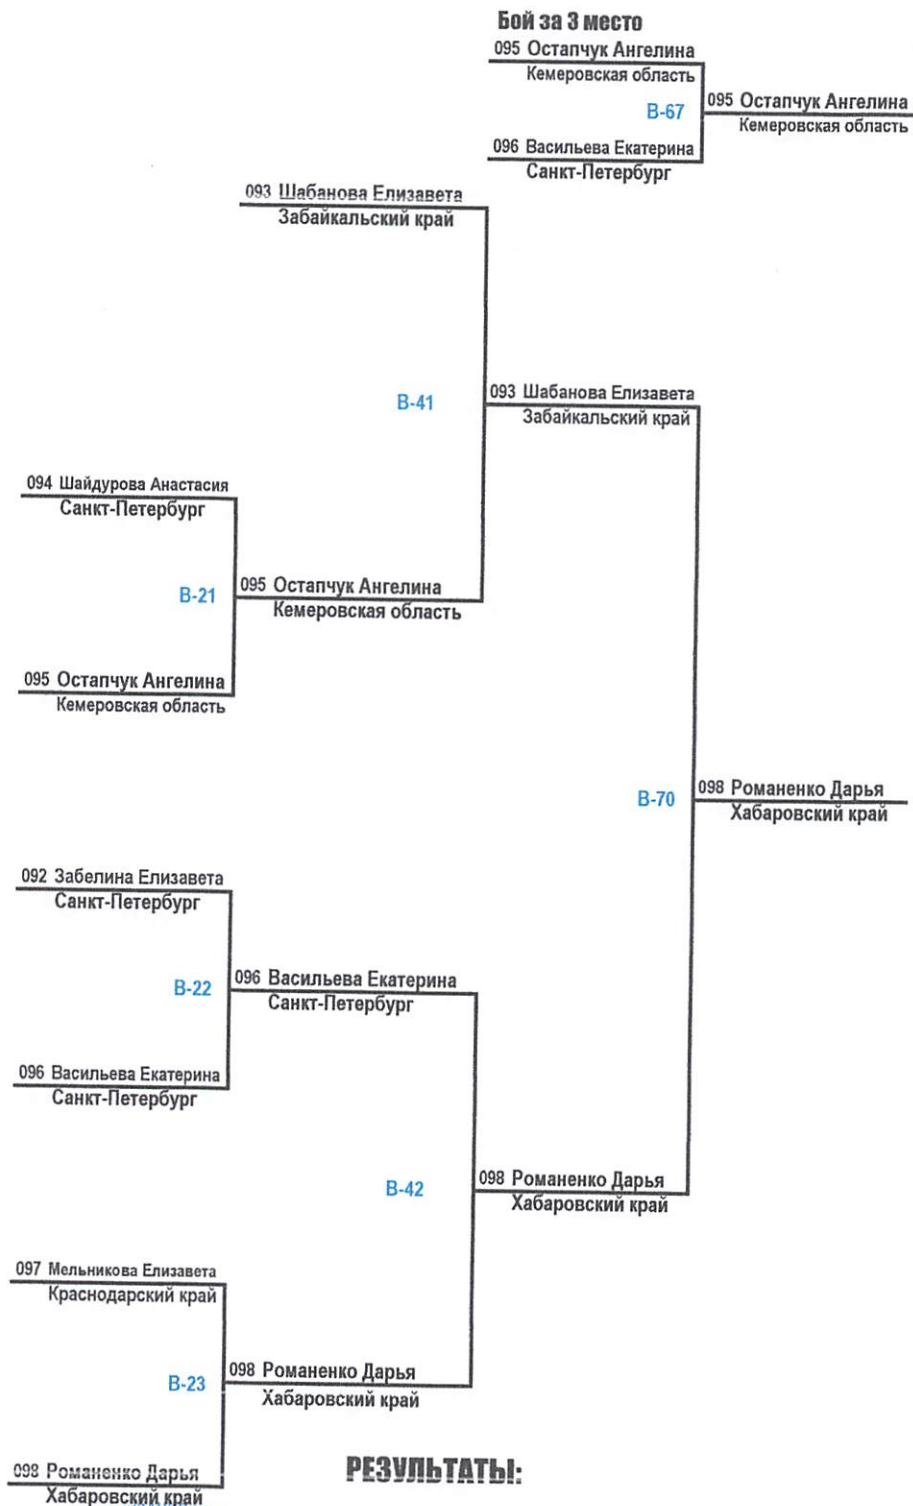 Бой за 3 место
095 Остапчук Ангелина
Кемеровская область
B-67
095 Остапчук Ангелина
Кемеровская область
096 Васильева Екатерина
Санкт-Петербург
093 Шабанова Елизавета
Забайкальский край
B-41
093 Шабанова Елизавета
Забайкальский край
094 Шайдурова Анастасия
Санкт-Петербург
B-21
095 Остапчук Ангелина
Кемеровская область
095 Остапчук Ангелина
Кемеровская область
B-70
098 Романенко Дарья
Хабаровский край
092 Забелина Елизавета
Санкт-Петербург
B-22
096 Васильева Екатерина
Санкт-Петербург
096 Васильева Екатерина
Санкт-Петербург
B-42
098 Романенко Дарья
Хабаровский край
097 Мельникова Елизавета
Краснодарский край
B-23
098 Романенко Дарья
Хабаровский край
098 Романенко Дарья
Хабаровский край
РЕЗУЛЬТАТЫ: